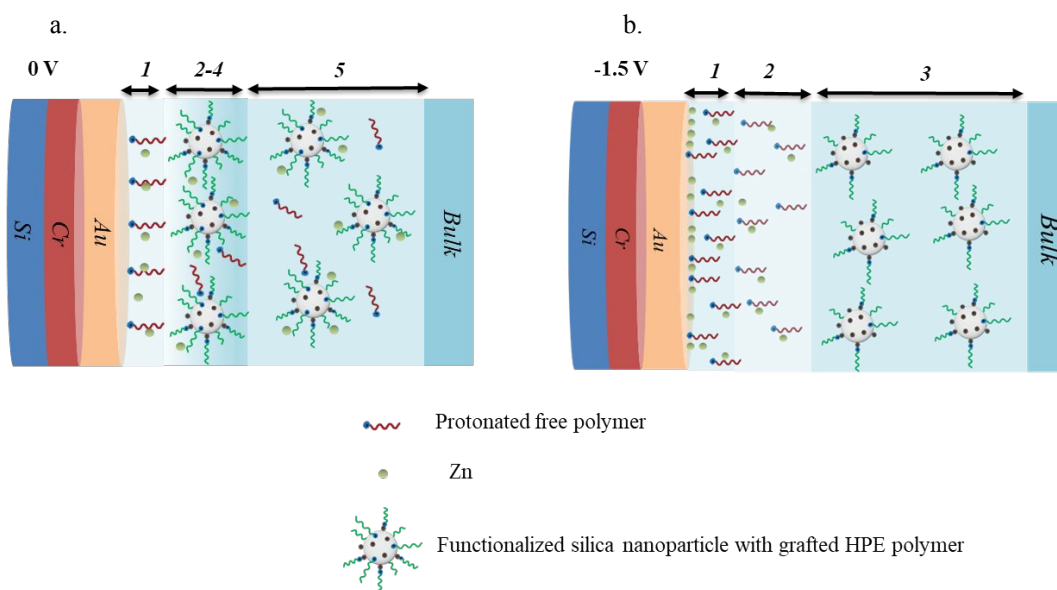 a.
0 V
1
2-4
5
Si
Cr
Au
Bulk
b.
-1.5 V
1
2
3
Si
Cr
Au
Bulk
Protonated free polymer
Zn
Functionalized silica nanoparticle with grafted HPE polymer